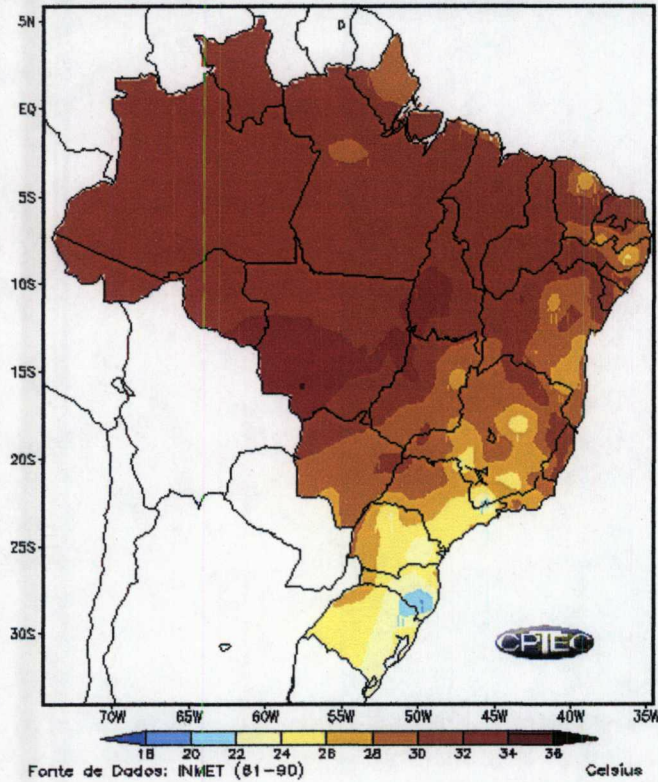 5N
EQ
5S
10S
15S
20S
25S
30S
70W 65W 60W 55W 50W 45W 40W 35W
CPTEC
18 20 22 24 26 28 30 32 34 36
Fonte de Dados: INMET (61-90) Celsius